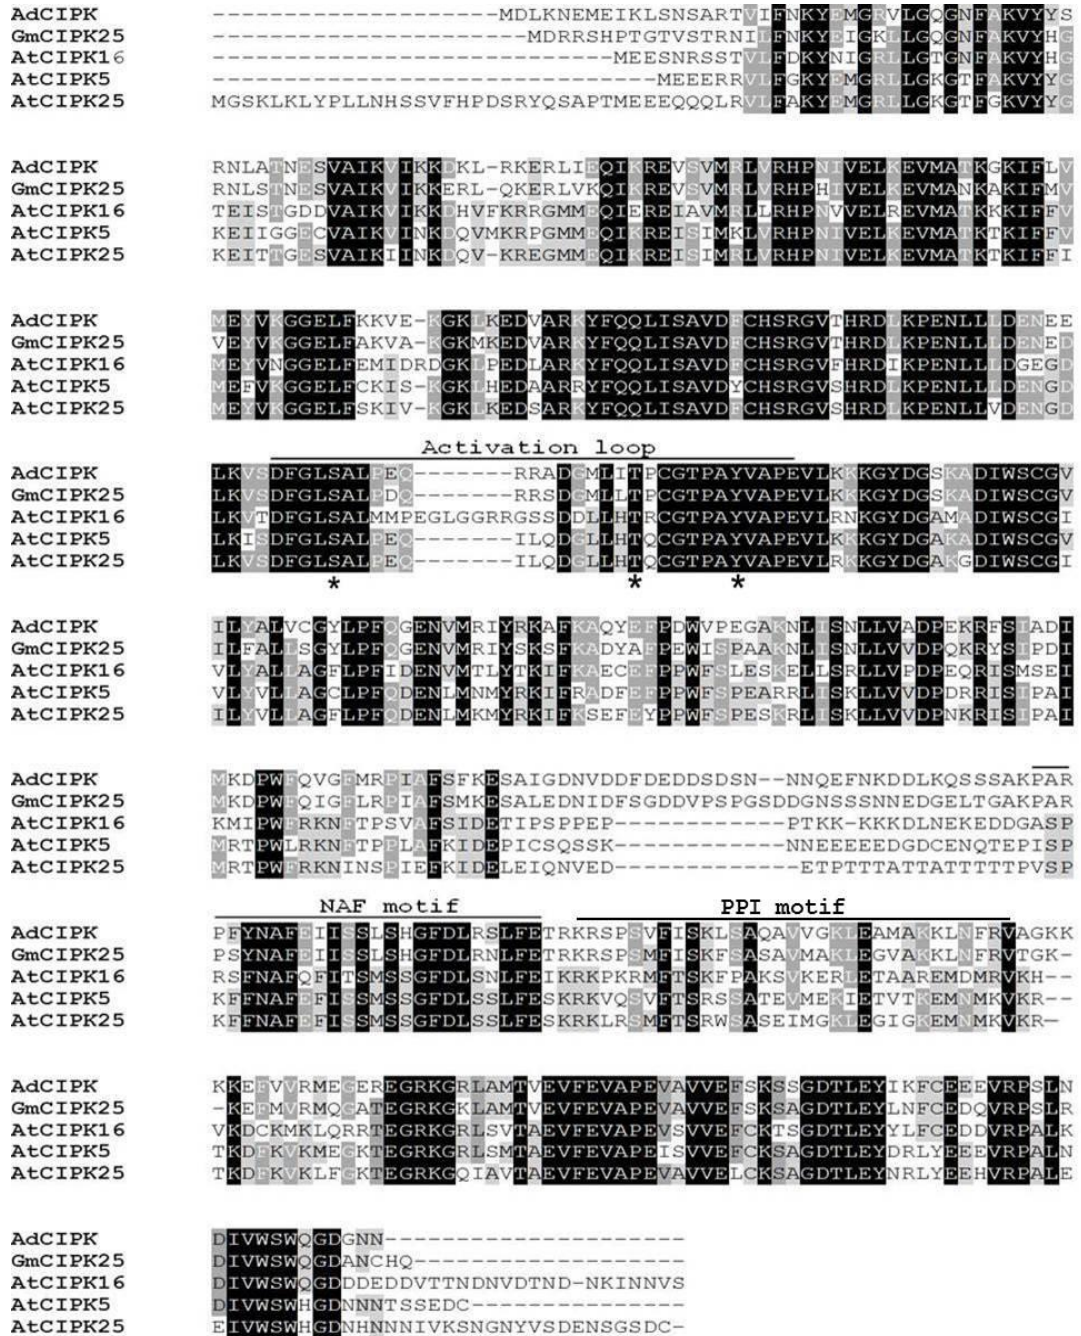 AdCIPK --------------------MDLKNEMEIKLSNSARTVIFNKYEMGRVLGQGNFAKVYYS
GmCIPK25 ----------------------MDRRSHPTGTVSTRNILFNKYEIGKLLGQGNFAKVYHG
AtCIPK16 ----------------------------MEESNRSSTVLFDKYNIGRLLGTGNFAKVYHG
AtCIPK5 -------------------------------MEEERRVLFGKYEMGRLLGKGTFAKVYYG
AtCIPK25 MGSKLKLYPLLNHSSVFHPDSRYQSAPTMEEEQQQLRVLFAKYEMGRLLGKGTFGKVYYG
AdCIPK RNLATNESVAIKVIKKDKL-RKERLIEQIKREVSVMRLVRHPNIVELKEVMATKGKIFLV
GmCIPK25 RNLSTNESVAIKVIKKERL-QKERLVKQIKREVSVMRLVRHPHIVELKEVMANKAKIFMV
AtCIPK16 TEISTGDDVAIKVIKKDHVFKRRGMMEQIEREIAVMRLLRHPNVVELREVMATKKKIFFV
AtCIPK5 KEIIGGECVAIKVINKDQVMKRPGMMEQIKREISIMKLVRHPNIVELKEVMATKTKIFFV
AtCIPK25 KEITTGESVAIKIINKDQV-KREGMMEQIKREISIMRLVRHPNIVELKEVMATKTKIFFI
AdCIPK MEYVKGGELFKKVE-KGKLKEDVARKYFQQLISAVDFCHSRGVTHRDLKPENLLLDENEE
GmCIPK25 VEYVKGGELFAKVA-KGKMKEDVARKYFQQLISAVDFCHSRGVTHRDLKPENLLLDENED
AtCIPK16 MEYVNGGELFEMIDRDGKLPEDLARKYFQQLISAVDFCHSRGVFHRDIKPENLLLDGEGD
AtCIPK5 MEFVKGGELFCKIS-KGKLHEDAARRYFQQLISAVDYCHSRGVSHRDLKPENLLLDENGD
AtCIPK25 MEYVKGGELFSKIV-KGKLKEDSARKYFQQLISAVDFCHSRGVSHRDLKPENLLVDENGD
Activation loop
AdCIPK LKVSDFGLSALPEQ-------RRADGMLITPCGTPAYVAPEVLKKKGYDGSKADIWSCGV
GmCIPK25 LKVSDFGLSALPDQ-------RRSDGMLLTPCGTPAYVAPEVLKKKGYDGSKADIWSCGV
AtCIPK16 LKVTDFGLSALMMPEGLGGRRGSSDDLLHTRCGTPAYVAPEVLRNKGYDGAMADIWSCGI
AtCIPK5 LKISDFGLSALPEQ-------ILQDGLLHTQCGTPAYVAPEVLKKKGYDGAKADIWSCGV
AtCIPK25 LKVSDFGLSALPEQ-------ILQDGLLHTQCGTPAYVAPEVLRKKGYDGAKGDIWSCGI
* * *
AdCIPK ILYALVCGYLPFQGENVMRIYRKAFKAQYEFPDWVPEGAKNLISNLLVADPEKRFSIADI
GmCIPK25 ILFALLSGYLPFQGENVMRIYSKSFKADYAFPEWISPAAKNLISNLLVVDPQKRYSIPDI
AtCIPK16 VLYALLAGFLPFIDENVMTLYTKIFKAECEFPPWFSLESKELLSRLLVPDPEQRISMSEI
AtCIPK5 VLYVLLAGCLPFQDENLMNMYRKIFRADFEFPPWFSPEARRLISKLLVVDPDRRISIPAI
AtCIPK25 ILYVLLAGFLPFQDENLMKMYRKIFKSEFEYPPWFSPESKRLISKLLVVDPNKRISIPAI
AdCIPK MKDPWFQVGFMRPIAFSFKESAIGDNVDDFDEDDSDSN--NNQEFNKDDLKQSSSAKPAR
GmCIPK25 MKDPWFQIGFLRPIAFSMKESALEDNIDFSGDDVPSPGSDDGNSSSNNEDGELTGAKPAR
AtCIPK16 KMIPWFRKNFTPSVAFSIDETIPSPPEP------------PTKK-KKKDLNEKEDDGASP
AtCIPK5 MRTPWLRKNFTPPLAFKIDEPICSQSSK------------NNEEEEEDGDCENQTEPISP
AtCIPK25 MRTPWFRKNINSPIEFKIDELEIQNVED------------ETPTTTATTATTTTTPVSP
NAF motif PPI motif
AdCIPK PFYNAFEIISSLSHGFDLRSLFETRKRSPSVFISKLSAQAVVGKLEAMAKKLNFRVAGKK
GmCIPK25 PSYNAFEIISSLSHGFDLRNLFETRKRSPSMFISKFSASAVMAKLEGVAKKLNFRVTGK-
AtCIPK16 RSFNAFQFITSMSSGFDLSNLFEIKRKPKRMFTSKFPAKSVKERLETAAREMDMRVKH--
AtCIPK5 KFFNAFEFISSMSSGFDLSSLFESKRKVQSVFTSRSSATEVMEKIETVTKEMNMKVKR--
AtCIPK25 KFFNAFEFISSMSSGFDLSSLFESKRKLRSMFTSRWSASEIMGKLEGIGKEMNMKVKR-
AdCIPK KKEFVVRMEGEREGRKGRLAMTVEVFEVAPEVAVVEFSKSSGDTLEYIKFCEEEVRPSLN
GmCIPK25 -KEFMVRMQGATEGRKGKLAMTVEVFEVAPEVAVVEFSKSAGDTLEYLNFCEDQVRPSLR
AtCIPK16 VKDCKMKLQRRTEGRKGRLSVTAEVFEVAPEVSVVEFCKTSGDTLEYYLFCEDDVRPALK
AtCIPK5 TKDFKVKMEGKTEGRKGRLSMTAEVFEVAPEISVVEFCKSAGDTLEYDRLYEEEVRPALN
AtCIPK25 TKDFKVKLFGKTEGRKGQIAVTAEVFEVAPEVAVVELCKSAGDTLEYNRLYEEHVRPALE
AdCIPK DIVWSWQGDGNN---------------------
GmCIPK25 DIVWSWQGDANCHQ-------------------
AtCIPK16 DIVWSWQGDDDEDDVTTNDNVDTND-NKINNVS
AtCIPK5 DIVWSWHGDNNNTSSEDC---------------
AtCIPK25 EIVWSWHGDNHNNNIVKSNGNYVSDENSGSDC-